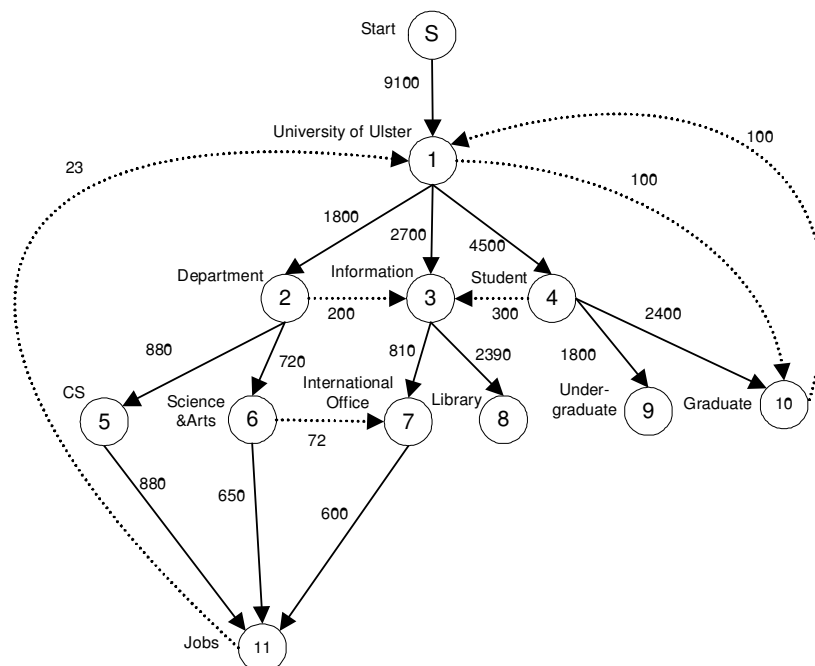 Start
S
9100
University of Ulster
23
100
1
100
1800
2700
4500
Department
Information
Student
2
3
4
200
300
2400
880
720
810
2390
1800
CS
Science
&Arts
International
Office
Library
Under-
graduate
Graduate
5
6
7
8
9
10
72
880
650
600
Jobs
11